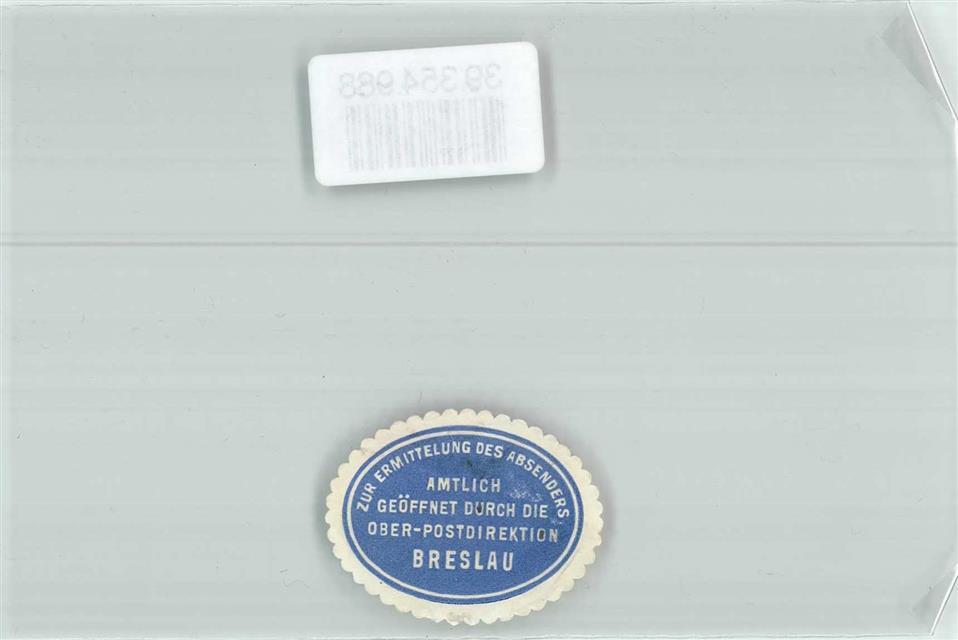 39 354 988
ZUR ERMITTELUNG DES ABSENDERS
AMTLICH
GEÖFFNET DURCH DIE
OBER-POSTDIREKTION
BRESLAU